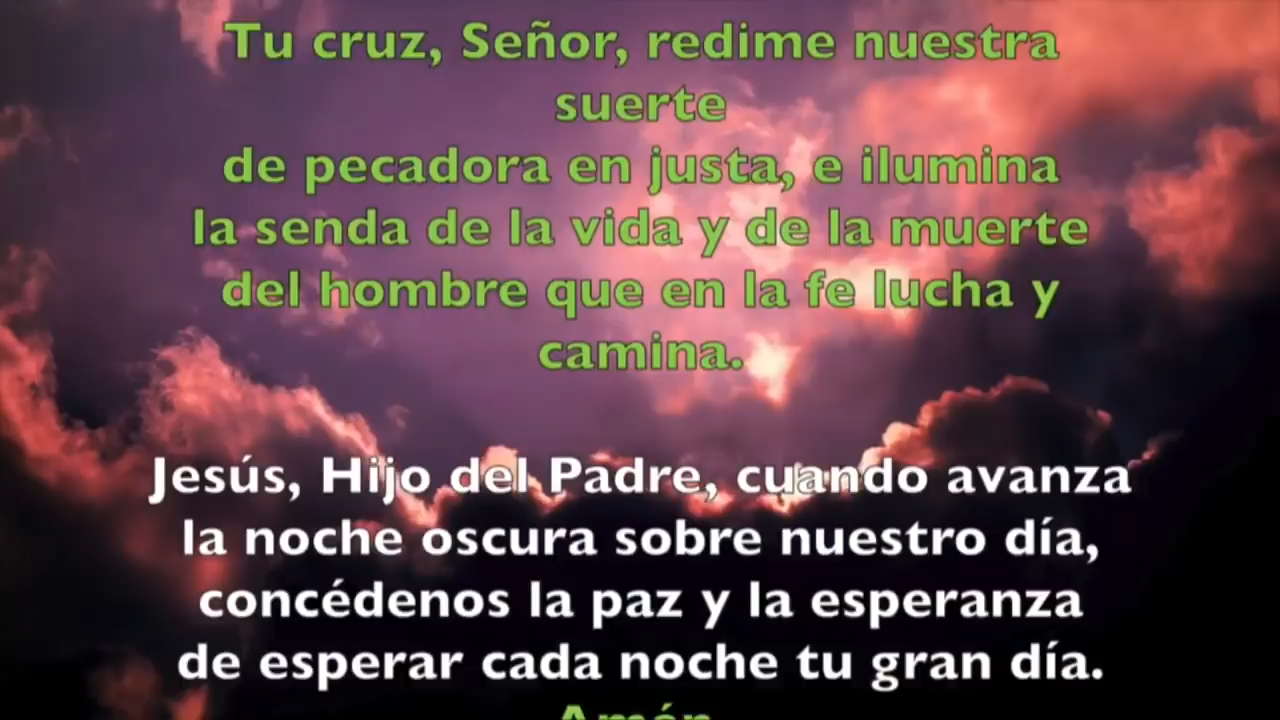 Tu cruz, Señor, redime nuestra
suerte
de pecadora en justa, e ilumina
la senda de la vida y de la muerte
del hombre que en la fe lucha y
camina.
Jesús, Hijo del Padre, cuando avanza
la noche oscura sobre nuestro día,
concédenos la paz y la esperanza
de esperar cada noche tu gran día.
Amén